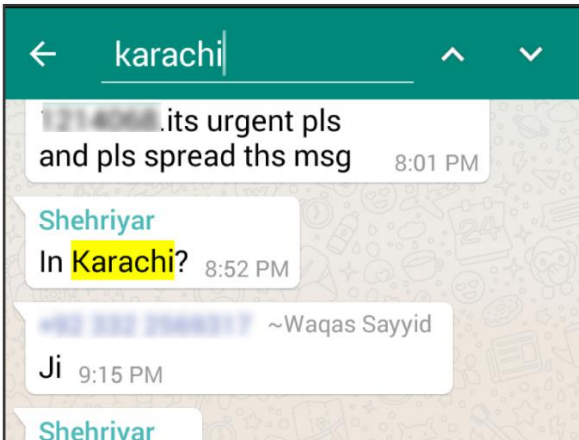 karachi
.its urgent pls
and pls spread ths msg 8:01 PM
Shehriyar
In Karachi? 8:52 PM
~Waqas Sayyid
Ji 9:15 PM
Shehriyar